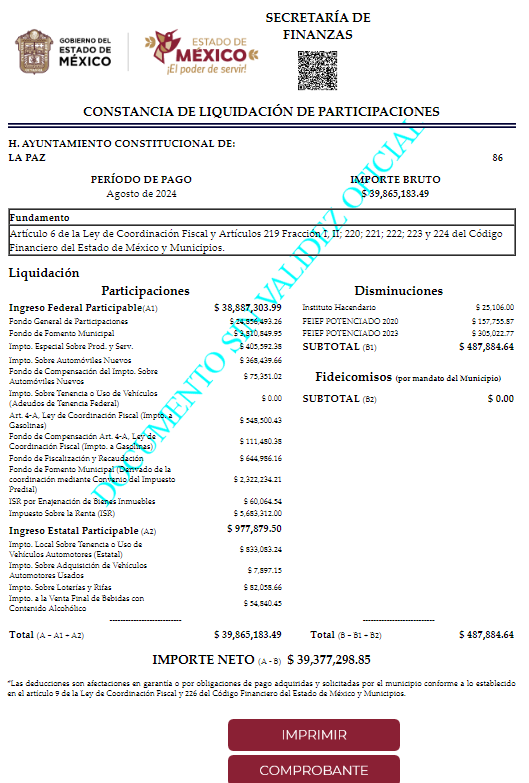 SECRETARÍA DE
FINANZAS
GOBIERNO DEL
ESTADO DE
MÉXICO
ESTADO DE
MÉXICO
¡El poder de servir!
CONSTANCIA DE LIQUIDACIÓN DE PARTICIPACIONES
H. AYUNTAMIENTO CONSTITUCIONAL DE:
LA PAZ 86
PERÍODO DE PAGO IMPORTE BRUTO
Agosto de 2024 $ 39,865,183.49
Fundamento
Artículo 6 de la Ley de Coordinación Fiscal y Artículos 219 Fracción I, II; 220; 221; 222; 223 y 224 del Código
Financiero del Estado de México y Municipios.
Liquidación
Participaciones Disminuciones
Ingreso Federal Participable(A1) $ 38,887,303.99 Instituto Hacendario $ 25,106.00
Fondo General de Participaciones FEIEF POTENCIADO 2020 $ 157,755.87
Fondo de Fomento Municipal $ 3,810,849.95 FEIEF POTENCIADO 2023 $ 305,022.77
Impto. Especial Sobre Prod. y Serv. $ 405,592.38 SUBTOTAL (B1) $ 487,884.64
Impto. Sobre Automóviles Nuevos $ 368,439.66
Fondo de Compensación del Impto. Sobre
Automóviles Nuevos $ 75,351.02 Fideicomisos (por mandato del Municipio)
Impto. Sobre Tenencia o Uso de Vehículos
(Adeudos de Tenencia Federal) $ 0.00 SUBTOTAL (B2) $ 0.00
Art. 4-A, Ley de Coordinación Fiscal (Impto. a
Gasolinas) $ 548,500.43
Fondo de Compensación Art. 4-A, Ley de
Coordinación Fiscal (Impto. a Gasolinas) $ 111,480.38
Fondo de Fiscalización y Recaudación $ 644,986.16
Fondo de Fomento Municipal (Derivado de la
coordinación mediante Convenio del Impuesto
Predial) $ 2,322,234.21
ISR por Enajenación de Bienes Inmuebles $ 60,064.54
Impuesto Sobre la Renta (ISR) $ 5,683,312.00
Ingreso Estatal Participable (A2) $ 977,879.50
Impto. Local Sobre Tenencia o Uso de
Vehículos Automotores (Estatal) $ 833,083.24
Impto. Sobre Adquisición de Vehículos
Automotores Usados $ 7,897.15
Impto. Sobre Loterías y Rifas $ 82,058.66
Impto. a la Venta Final de Bebidas con
Contenido Alcohólico $ 54,840.45
Total (A = A1 + A2) $ 39,865,183.49 Total (B = B1 + B2) $ 487,884.64
IMPORTE NETO (A - B) $ 39,377,298.85
*Las deducciones son afectaciones en garantía o por obligaciones de pago adquiridas y solicitadas por el municipio conforme a lo establecido
en el artículo 9 de la Ley de Coordinación Fiscal y 226 del Código Financiero del Estado de México y Municipios.
DOCUMENTO SIN VALIDEZ OFICIAL
IMPRIMIR
COMPROBANTE